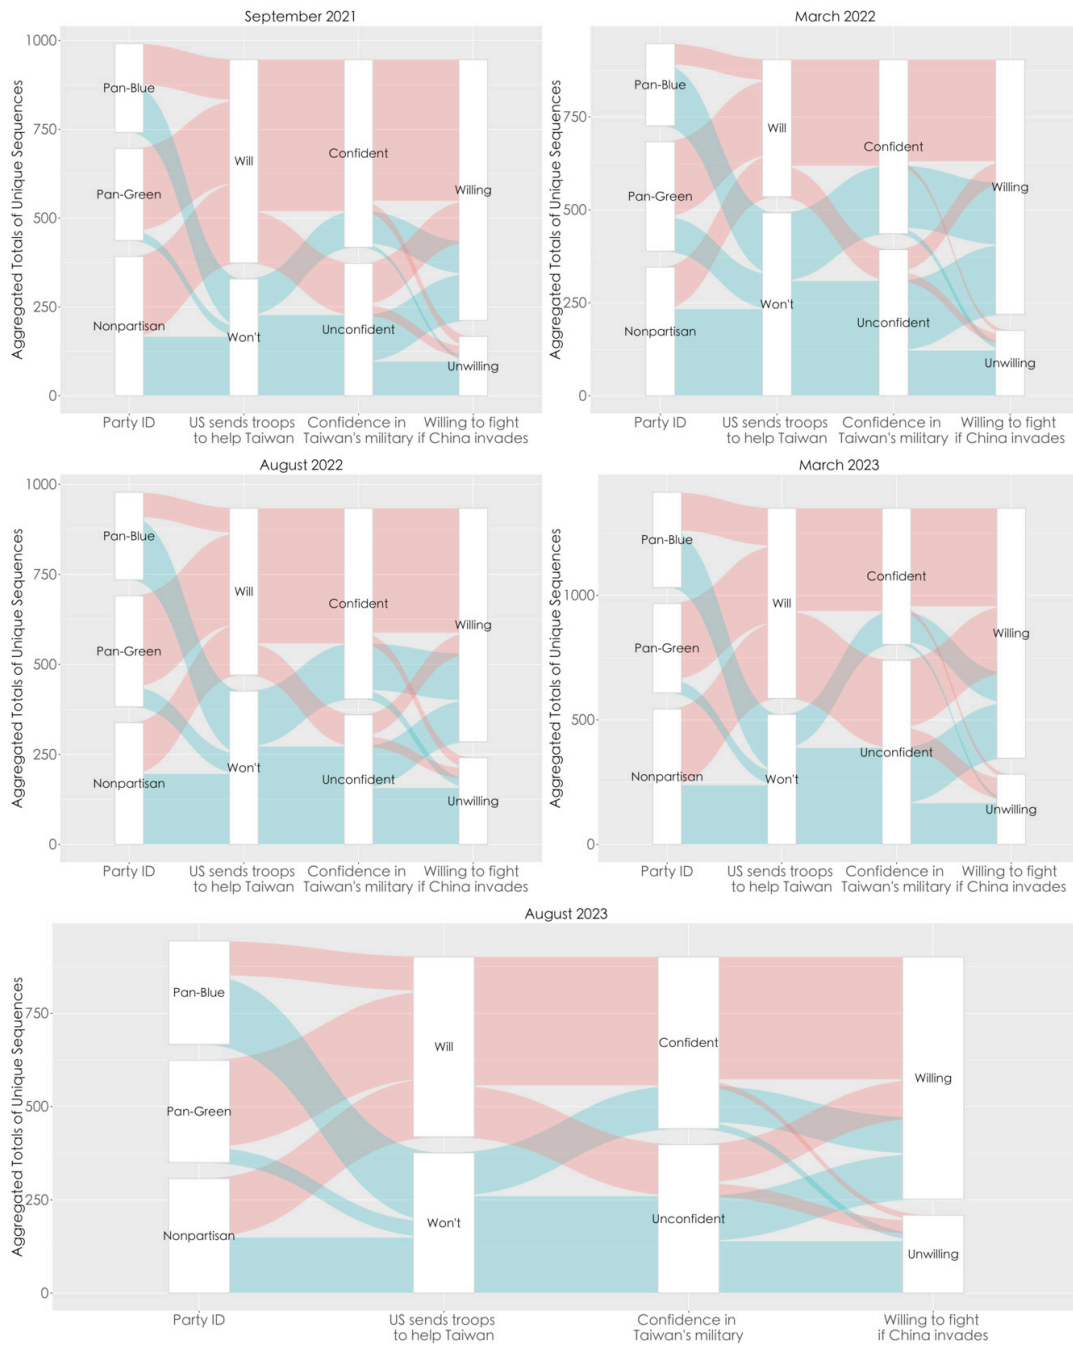 September 2021
Aggregated Totals of Unique Sequences
1000
750
500
250
0
Pan-Blue
Pan-Green
Nonpartisan
Will
Won't
Confident
Unconfident
Willing
Unwilling
Party ID
US sends troops
to help Taiwan
Confidence in
Taiwan's military
Willing to fight
if China invades
March 2022
Aggregated Totals of Unique Sequences
750
500
250
0
Pan-Blue
Pan-Green
Nonpartisan
Will
Won't
Confident
Unconfident
Willing
Unwilling
Party ID
US sends troops
to help Taiwan
Confidence in
Taiwan's military
Willing to fight
if China invades
August 2022
Aggregated Totals of Unique Sequences
1000
750
500
250
0
Pan-Blue
Pan-Green
Nonpartisan
Will
Won't
Confident
Unconfident
Willing
Unwilling
Party ID
US sends troops
to help Taiwan
Confidence in
Taiwan's military
Willing to fight
if China invades
March 2023
Aggregated Totals of Unique Sequences
1000
500
0
Pan-Blue
Pan-Green
Nonpartisan
Will
Won't
Confident
Unconfident
Willing
Unwilling
Party ID
US sends troops
to help Taiwan
Confidence in
Taiwan's military
Willing to fight
if China invades
August 2023
Aggregated Totals of Unique Sequences
750
500
250
0
Pan-Blue
Pan-Green
Nonpartisan
Will
Won't
Confident
Unconfident
Willing
Unwilling
Party ID
US sends troops
to help Taiwan
Confidence in
Taiwan's military
Willing to fight
if China invades